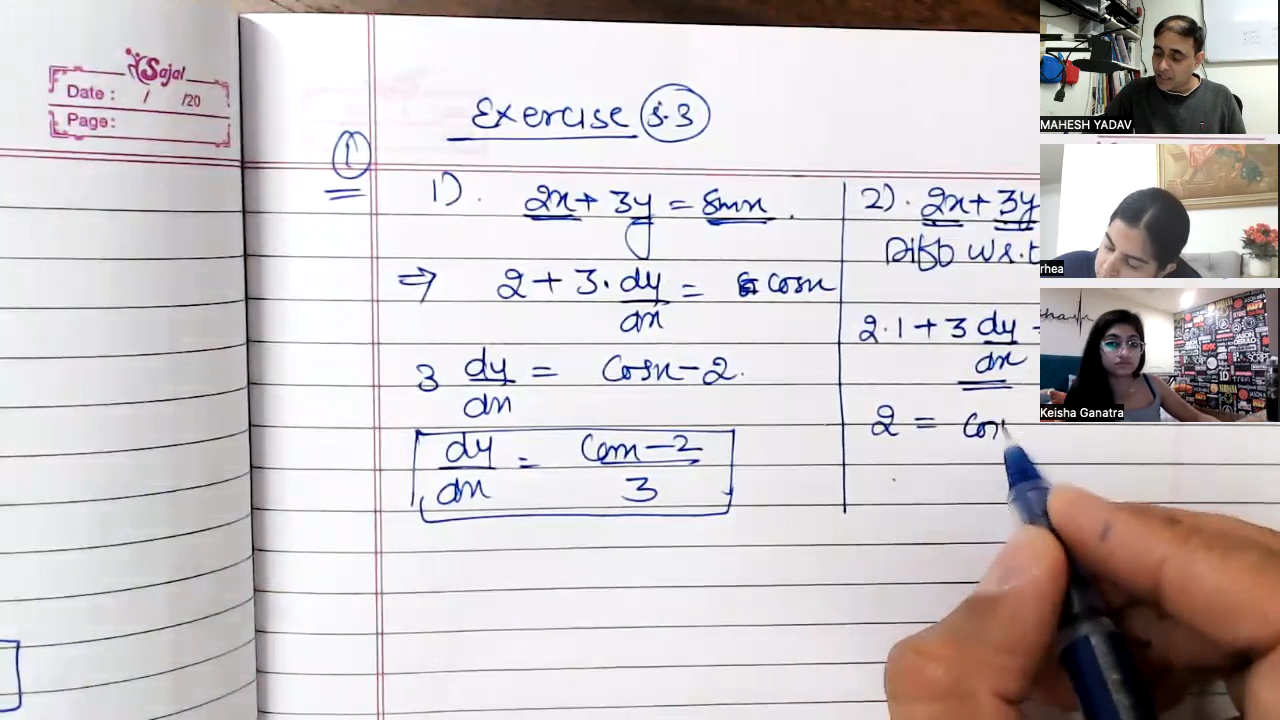 Sajal
Date : / /20
Page:
Exercise 5.3
①
1). 2x + 3y = sinx.
⇒ 2 + 3. dy/dx = cosx
3 dy/dx = cosx - 2.
dy/dx = cosx - 2 / 3
2). 2x + 3y
Diff w.r.t
2.1 + 3 dy/dx
2 = cos
MAHESH YADAV
rhea
Keisha Ganatra